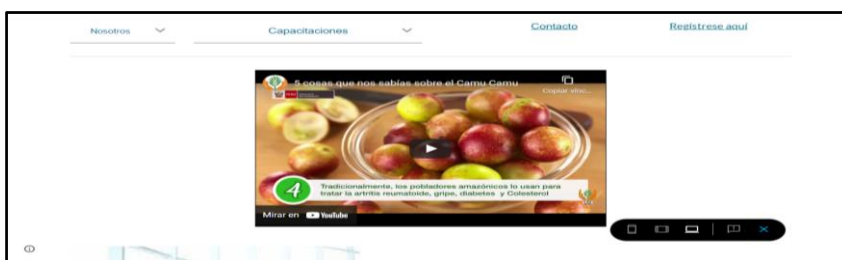 Nosotros
Capacitaciones
Contacto
Regístrese aquí
5 cosas que nos sabías sobre el Camu Camu
Copiar vínc...
4
Tradicionalmente, los pobladores amazónicos lo usan para
tratar la artritis reumatoide, gripe, diabetes y Colesterol
Mirar en YouTube